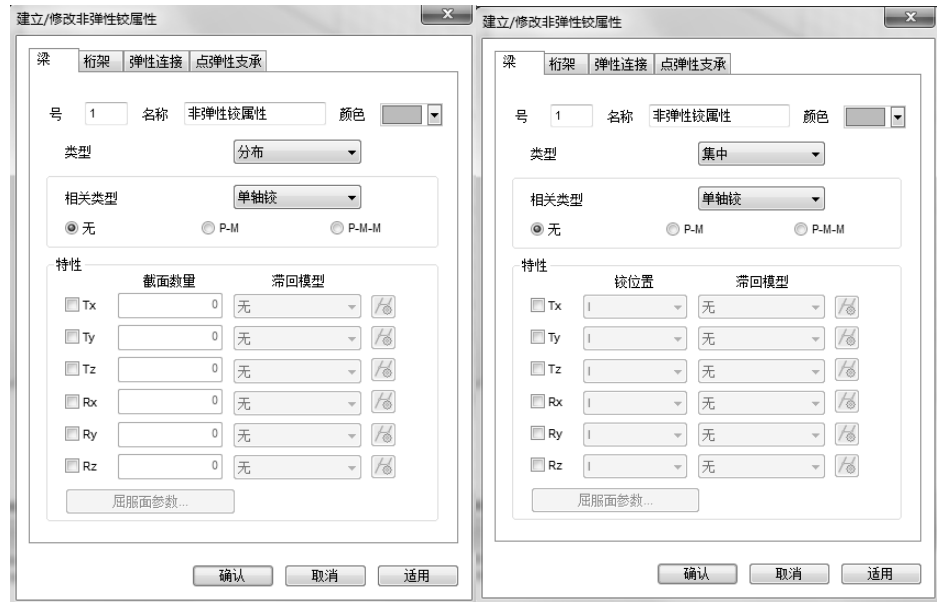 建立/修改非弹性铰属性
梁 桁架 弹性连接 点弹性支承
号 1 名称 非弹性铰属性 颜色
类型 分布
相关类型 单轴铰
无 P-M P-M-M
特性
截面数量 滞回模型
Tx 0 无
Ty 0 无
Tz 0 无
Rx 0 无
Ry 0 无
Rz 0 无
屈服面参数...
确认 取消 适用
建立/修改非弹性铰属性
梁 桁架 弹性连接 点弹性支承
号 1 名称 非弹性铰属性 颜色
类型 集中
相关类型 单轴铰
无 P-M P-M-M
特性
铰位置 滞回模型
Tx I 无
Ty I 无
Tz I 无
Rx I 无
Ry I 无
Rz I 无
屈服面参数...
确认 取消 适用